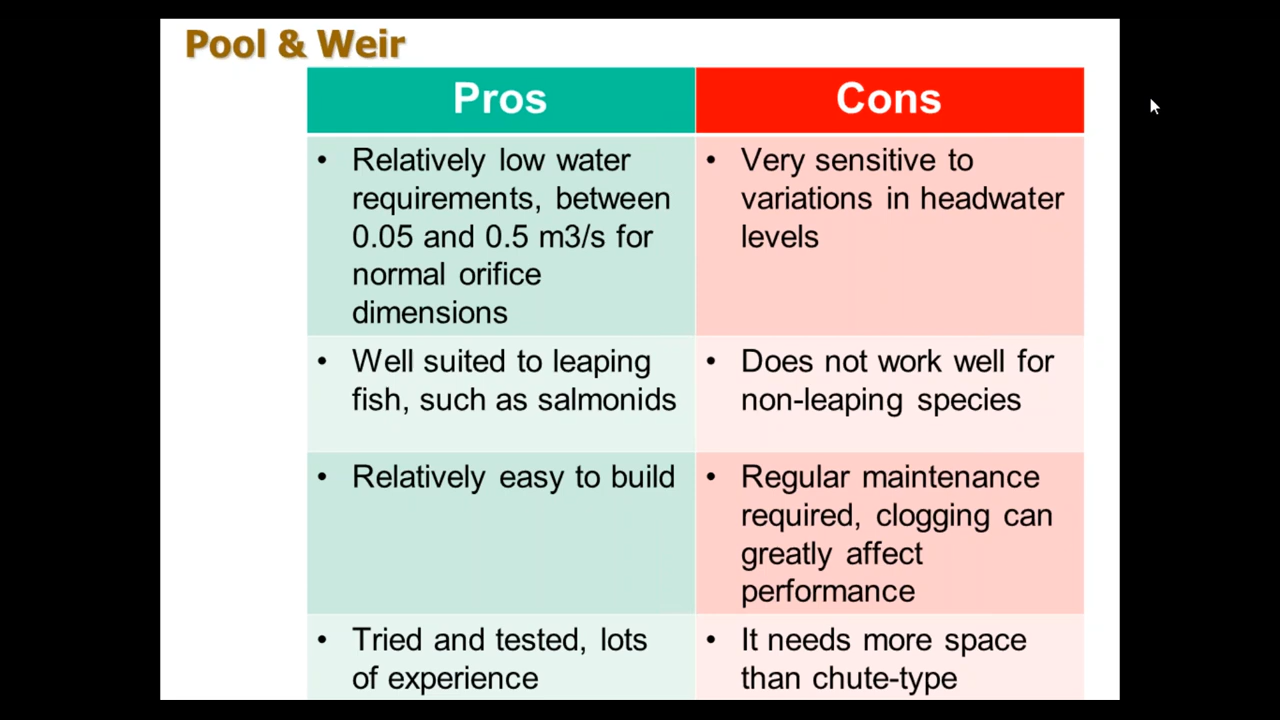 Pool & Weir
Pros
Cons
• Relatively low water
requirements, between
0.05 and 0.5 m3/s for
normal orifice
dimensions
• Very sensitive to
variations in headwater
levels
• Well suited to leaping
fish, such as salmonids
• Does not work well for
non-leaping species
• Relatively easy to build
• Regular maintenance
required, clogging can
greatly affect
performance
• Tried and tested, lots
of experience
• It needs more space
than chute-type